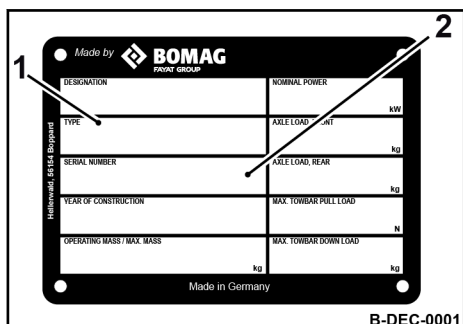 2
1
Made by BOMAG
FAYAT GROUP
DESIGNATION
NOMINAL POWER
kW
TYPE
AXLE LOAD, FRONT
kg
SERIAL NUMBER
AXLE LOAD, REAR
kg
YEAR OF CONSTRUCTION
MAX. TOWBAR PULL LOAD
N
OPERATING MASS / MAX. MASS
kg
MAX. TOWBAR DOWN LOAD
kg
Hellerwald, 56154 Boppard
Made in Germany
B-DEC-0001